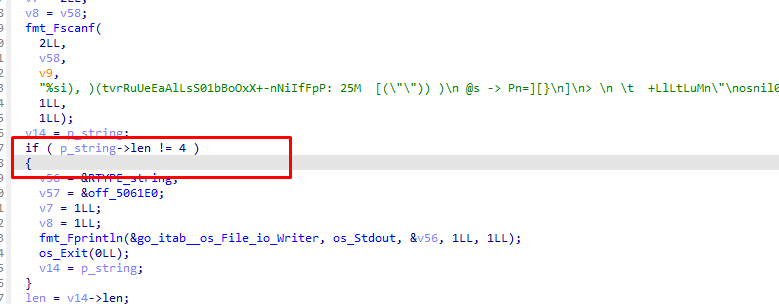 8 v8 = v58;
9 fmt_Fscanf(
0 2LL,
1 v58,
2 v9,
3 "%si), )(tvrRuUeEaAlLsS01bBoOxX+-nNiIfFpP: 25M  [(\"\")) )\n @s -> Pn=][}\n]\n> \n \t  +LlLtLuMn\"\nosnil0
4 1LL,
5 1LL);
6 v14 = p_string;
7 if ( p_string->len != 4 )
8 {
9 v56 = &RTYPE_string;
0 v57 = &off_5061E0;
1 v7 = 1LL;
2 v8 = 1LL;
3 fmt_Fprintln(&go_itab__os_File_io_Writer, os_Stdout, &v56, 1LL, 1LL);
4 os_Exit(0LL);
5 v14 = p_string;
6 }
7 len = v14->len;